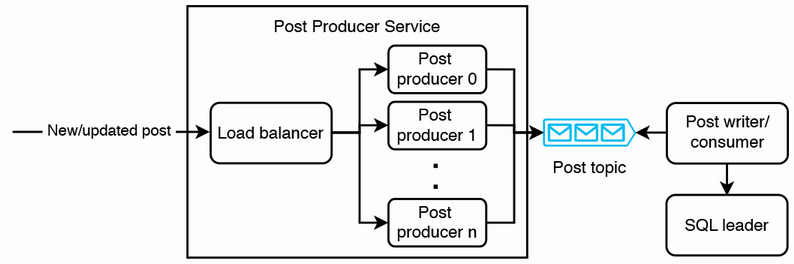 Post Producer Service
New/updated post
Load balancer
Post
producer 0
Post
producer 1
Post
producer n
Post topic
Post writer/
consumer
SQL leader